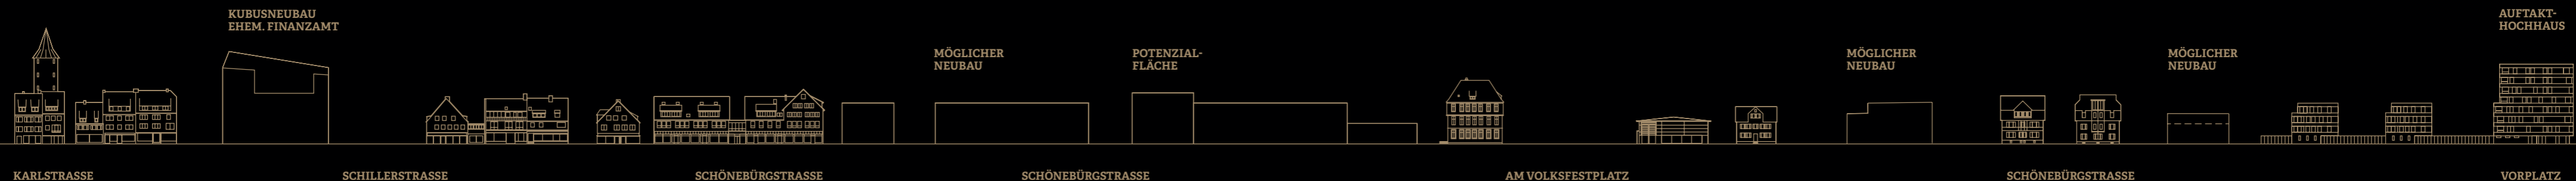 KUBUSNEUBAU
EHEM. FINANZAMT
MÖGLICHER
NEUBAU
POTENZIAL-
FLÄCHE
MÖGLICHER
NEUBAU
MÖGLICHER
NEUBAU
AUFTAKT-
HOCHHAUS
KARLSTRASSE
SCHILLERSTRASSE
SCHÖNEBÜRGSTRASSE
SCHÖNEBÜRGSTRASSE
AM VOLKSFESTPLATZ
SCHÖNEBÜRGSTRASSE
VORPLATZ